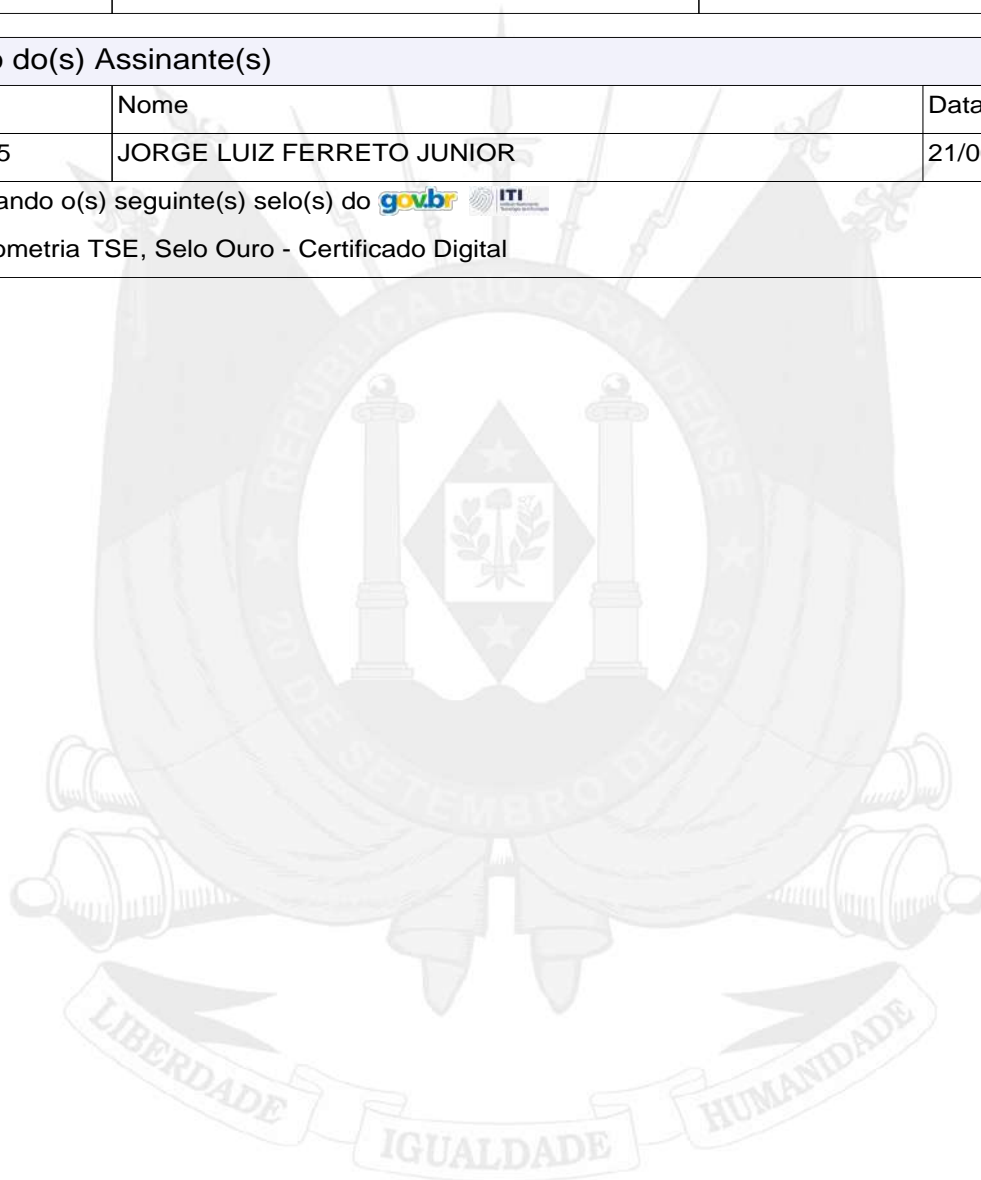 o do(s) Assinante(s)
Nome Data
5 JORGE LUIZ FERRETO JUNIOR 21/0
ando o(s) seguinte(s) selo(s) do gov.br ITI
ometria TSE, Selo Ouro - Certificado Digital
REPÚBLICA RIO-GRANDENSE
20 DE SETEMBRO DE 1835
LIBERDADE IGUALDADE HUMANIDADE